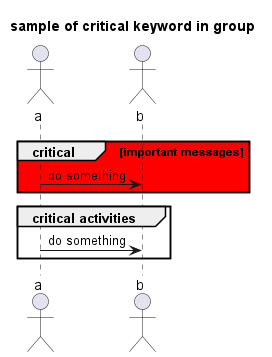 sample of critical keyword in group
a b
critical [important messages]
do something
critical activities
do something
a b